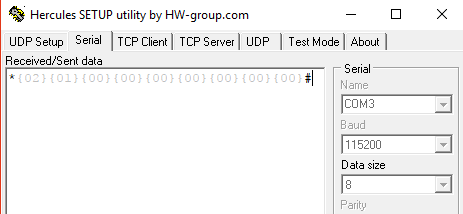 Hercules SETUP utility by HW-group.com
UDP Setup Serial TCP Client TCP Server UDP Test Mode About
Received/Sent data
*{02}{01}{00}{00}{00}{00}{00}{00}{00}#
Serial
Name
COM3
Baud
115200
Data size
8
Parity